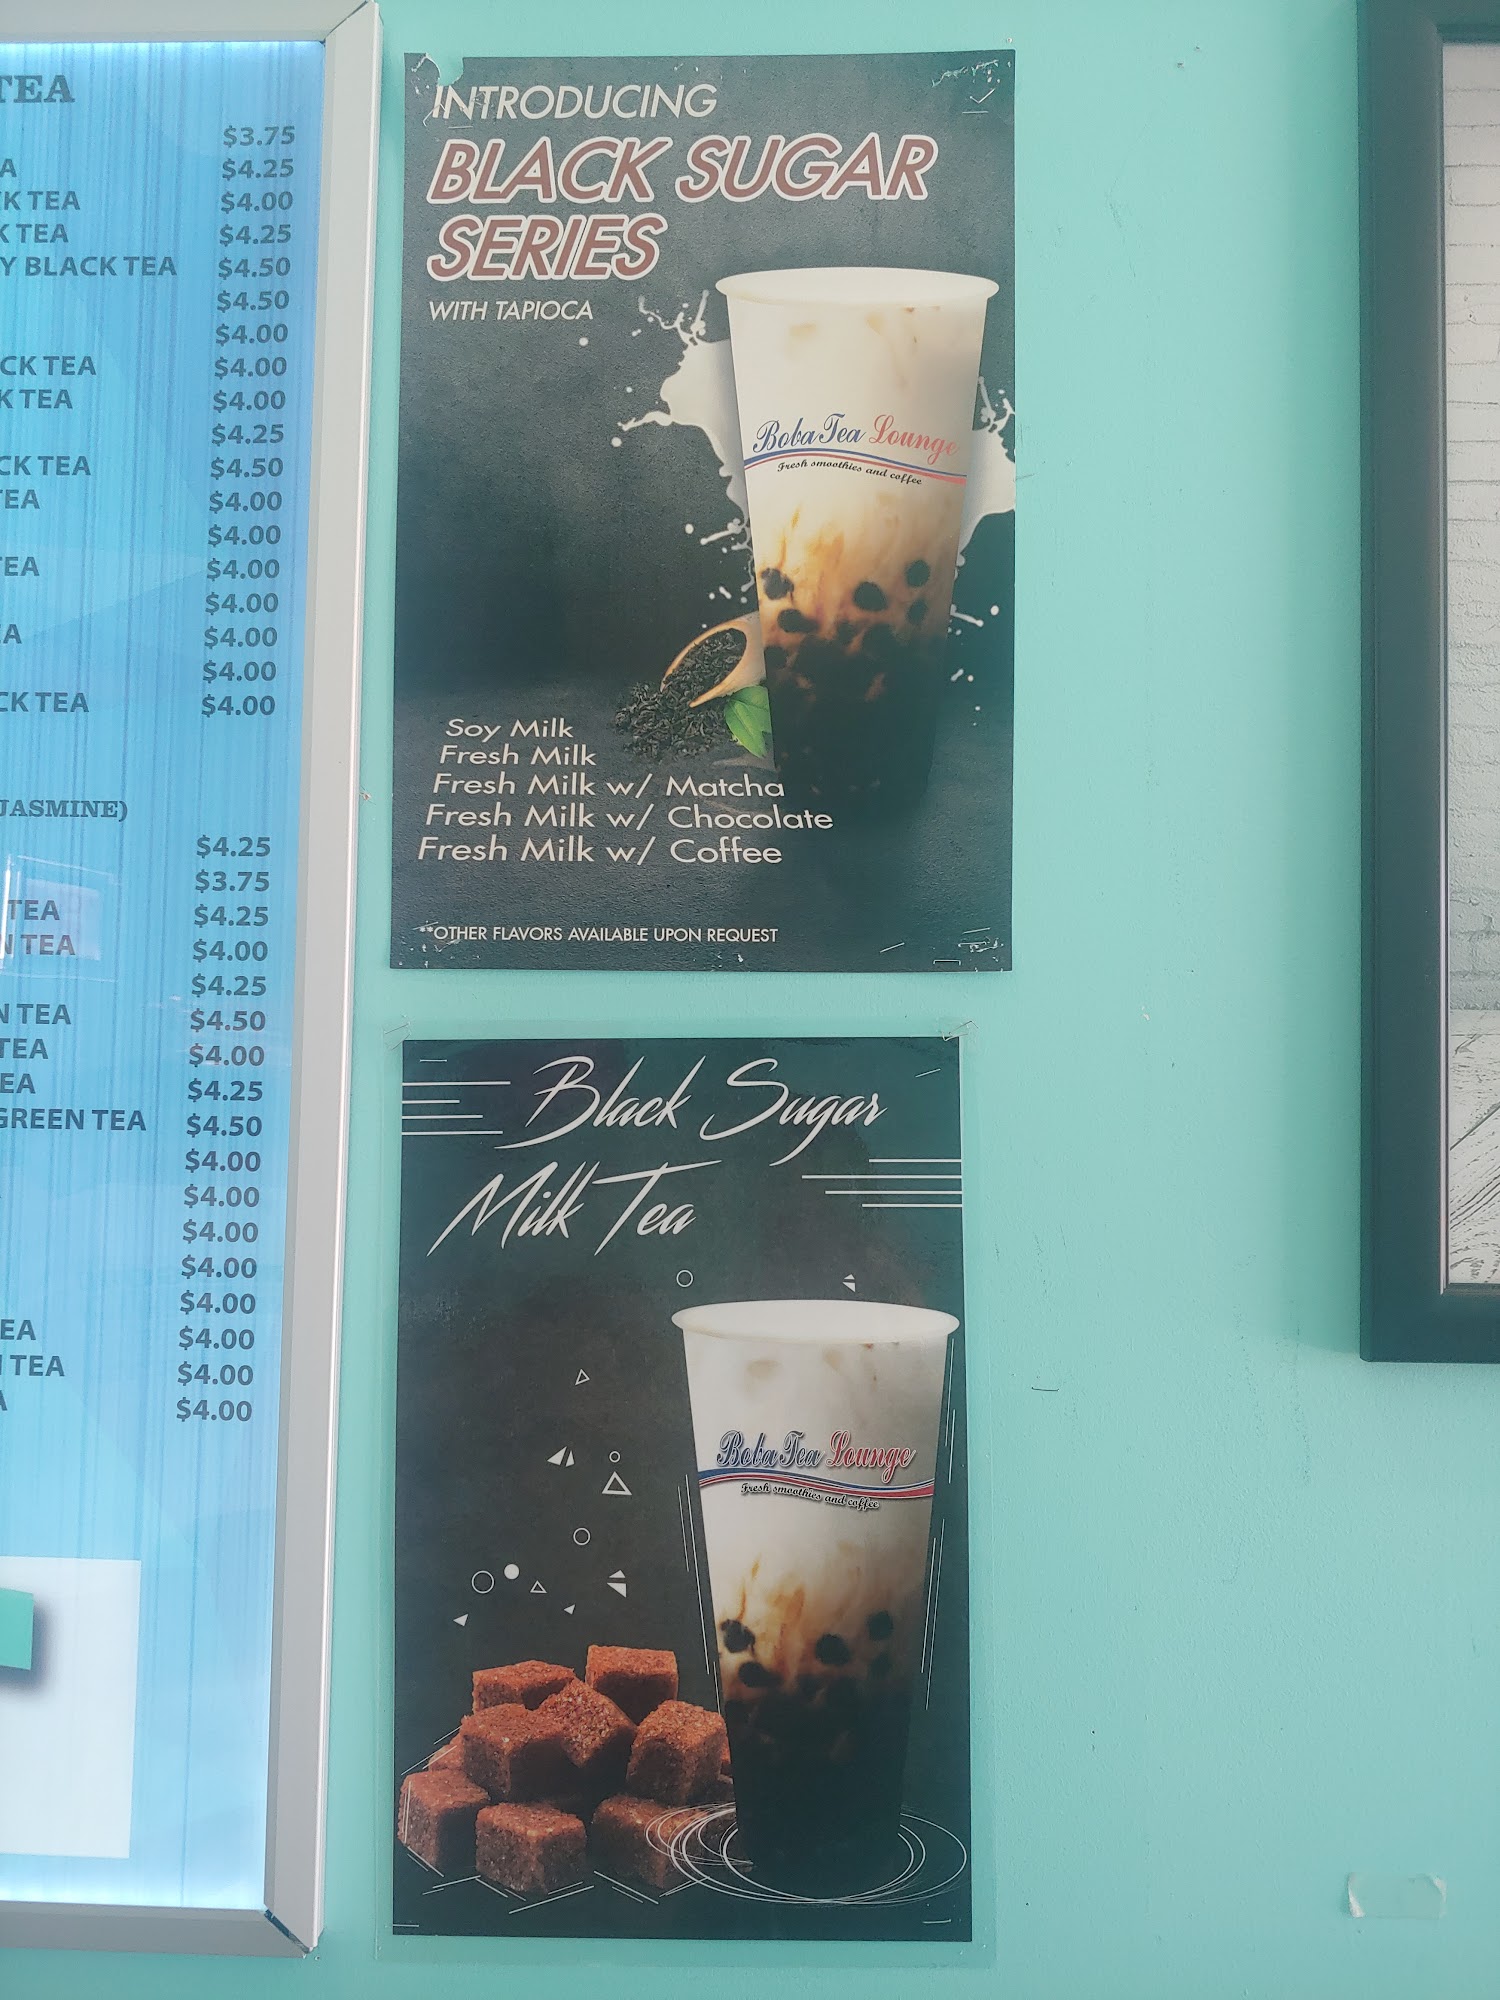 TEA
$3.75
A $4.25
K TEA $4.00
K TEA $4.25
Y BLACK TEA $4.50
$4.50
$4.00
CK TEA $4.00
K TEA $4.00
$4.25
CK TEA $4.50
TEA $4.00
$4.00
EA $4.00
$4.00
A $4.00
$4.00
CK TEA $4.00
JASMINE)
$4.25
$3.75
TEA $4.25
N TEA $4.00
$4.25
N TEA $4.50
TEA $4.00
EA $4.25
GREEN TEA $4.50
$4.00
$4.00
$4.00
$4.00
$4.00
EA $4.00
TEA $4.00
A $4.00
INTRODUCING
BLACK SUGAR
SERIES
WITH TAPIOCA
Boba Tea Lounge
Fresh smoothies and coffee
Soy Milk
Fresh Milk
Fresh Milk w/ Matcha
Fresh Milk w/ Chocolate
Fresh Milk w/ Coffee
**OTHER FLAVORS AVAILABLE UPON REQUEST
Black Sugar
Milk Tea
Boba Tea Lounge
Fresh smoothies and coffee